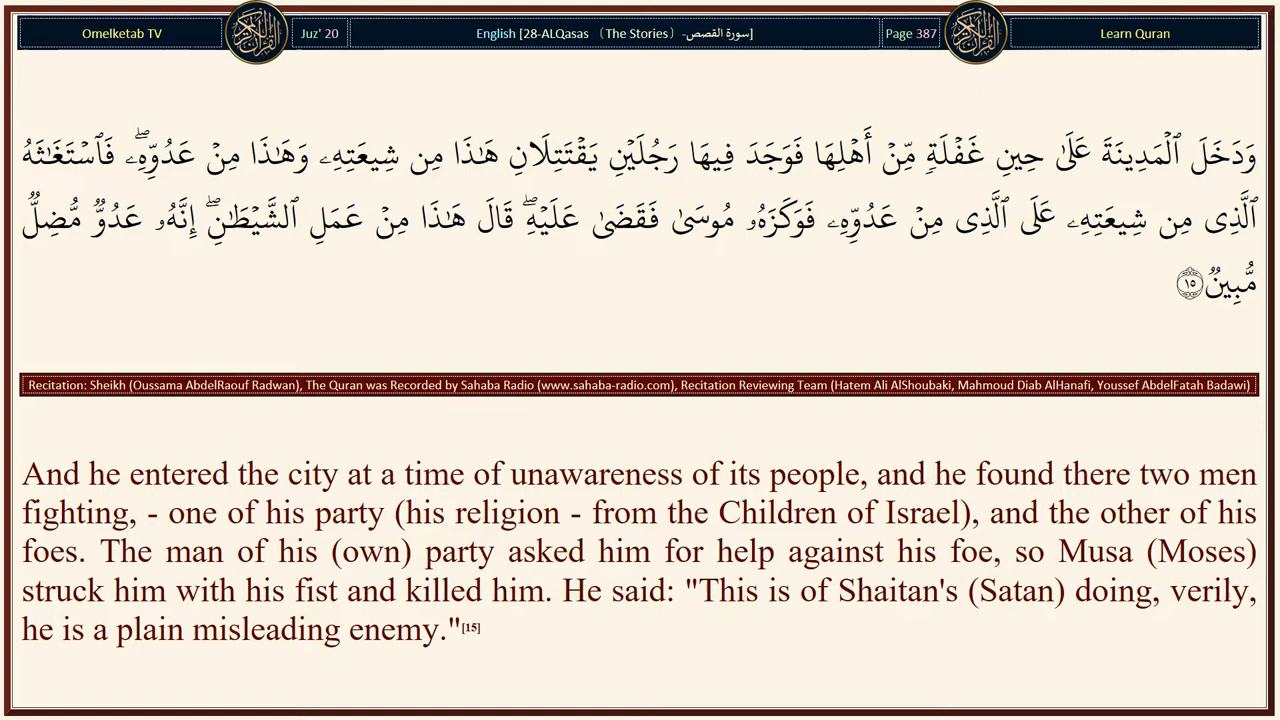 Omelketab TV
Juz' 20
English [28-ALQasas （The Stories）-سورة القصص]
Page 387
Learn Quran
وَدَخَلَ ٱلْمَدِينَةَ عَلَىٰ حِينِ غَفْلَةٍ مِّنْ أَهْلِهَا فَوَجَدَ فِيهَا رَجُلَيْنِ يَقْتَتِلَانِ هَـٰذَا مِن شِيعَتِهِۦ وَهَـٰذَا مِنْ عَدُوِّهِۦ ۖ فَٱسْتَغَـٰثَهُ
ٱلَّذِى مِن شِيعَتِهِۦ عَلَى ٱلَّذِى مِنْ عَدُوِّهِۦ فَوَكَزَهُۥ مُوسَىٰ فَقَضَىٰ عَلَيْهِ ۖ قَالَ هَـٰذَا مِنْ عَمَلِ ٱلشَّيْطَـٰنِ ۖ إِنَّهُۥ عَدُوٌّ مُّضِلٌّ
مُّبِينٌ ١٥
Recitation: Sheikh (Oussama AbdelRaouf Radwan), The Quran was Recorded by Sahaba Radio (www.sahaba-radio.com), Recitation Reviewing Team (Hatem Ali AlShoubaki, Mahmoud Diab AlHanafi, Youssef AbdelFatah Badawi)
And he entered the city at a time of unawareness of its people, and he found there two men
fighting, - one of his party (his religion - from the Children of Israel), and the other of his
foes. The man of his (own) party asked him for help against his foe, so Musa (Moses)
struck him with his fist and killed him. He said: "This is of Shaitan's (Satan) doing, verily,
he is a plain misleading enemy."[15]